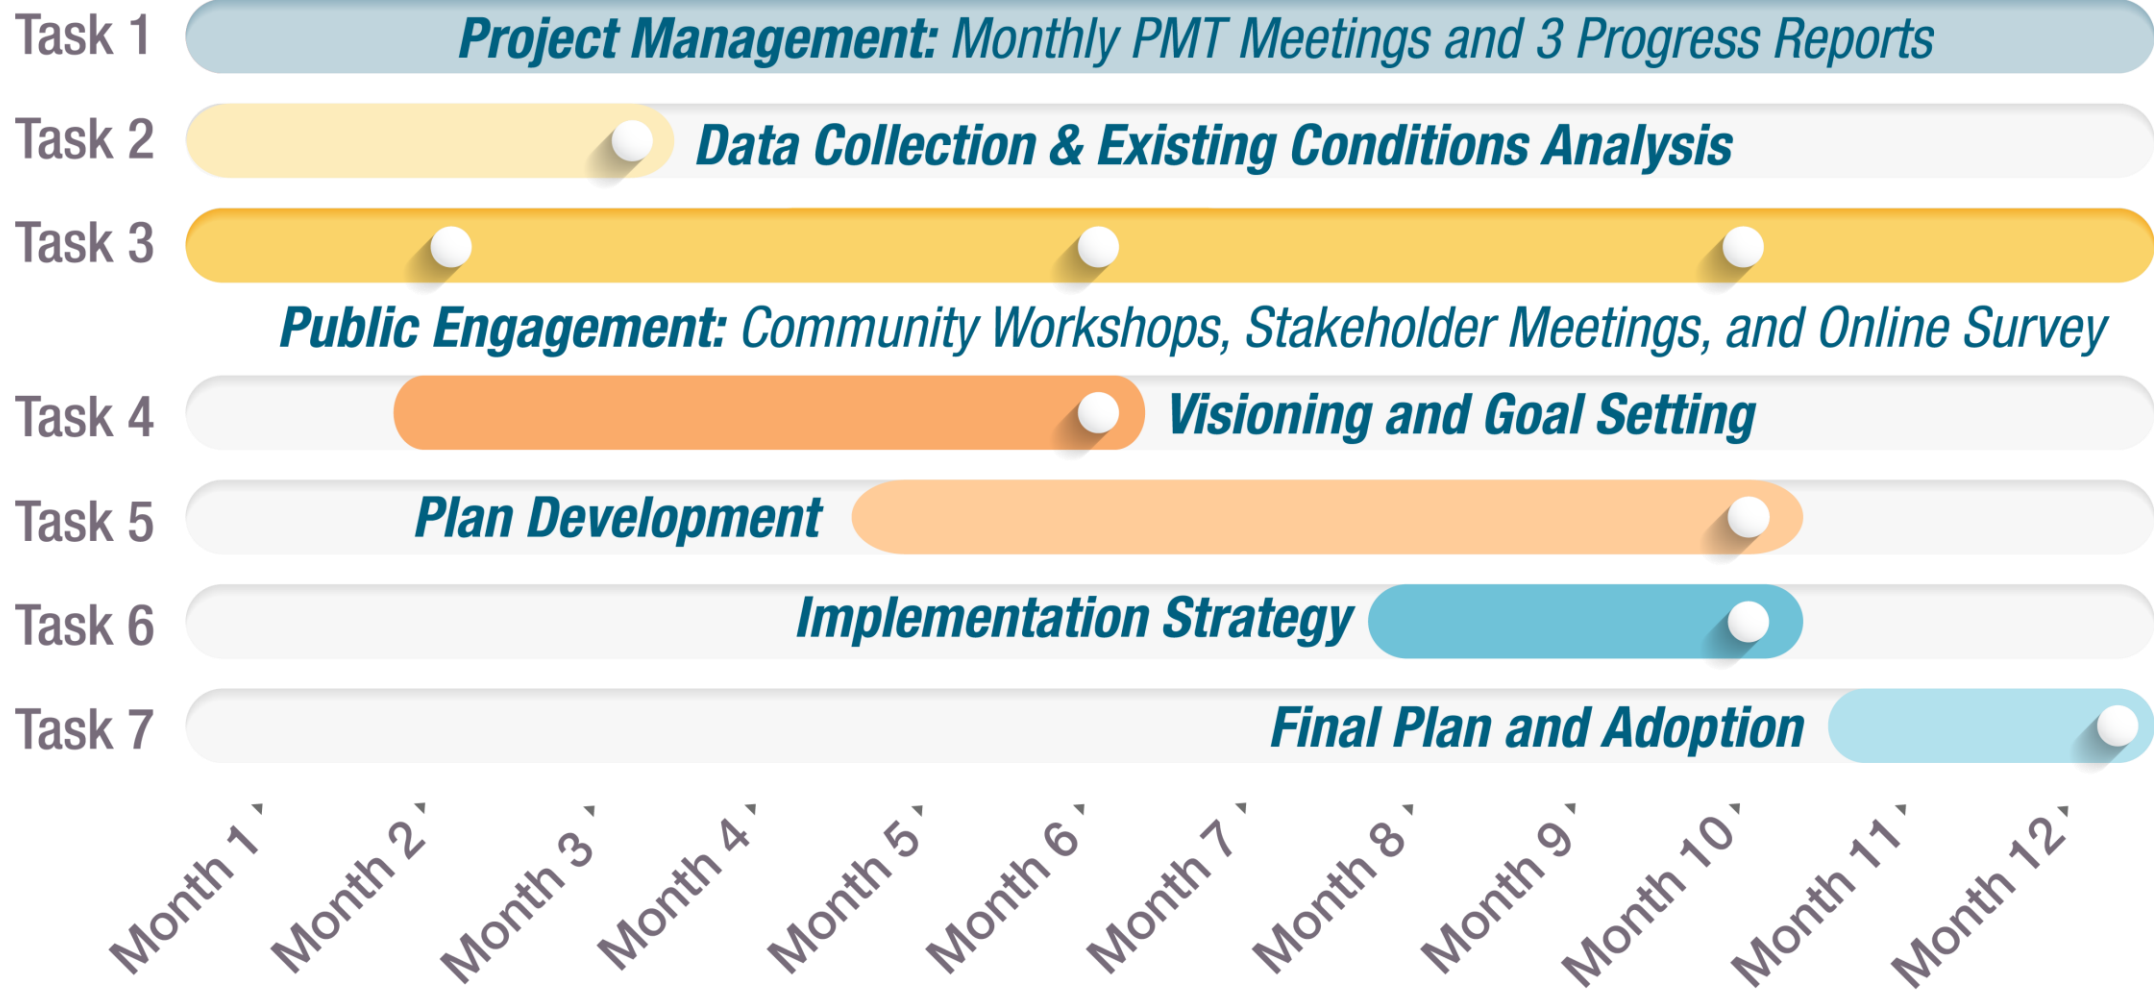 Task 1
Project Management: Monthly PMT Meetings and 3 Progress Reports
Task 2
Data Collection & Existing Conditions Analysis
Task 3
Public Engagement: Community Workshops, Stakeholder Meetings, and Online Survey
Task 4
Visioning and Goal Setting
Task 5
Plan Development
Task 6
Implementation Strategy
Task 7
Final Plan and Adoption
Month 1
Month 2
Month 3
Month 4
Month 5
Month 6
Month 7
Month 8
Month 9
Month 10
Month 11
Month 12